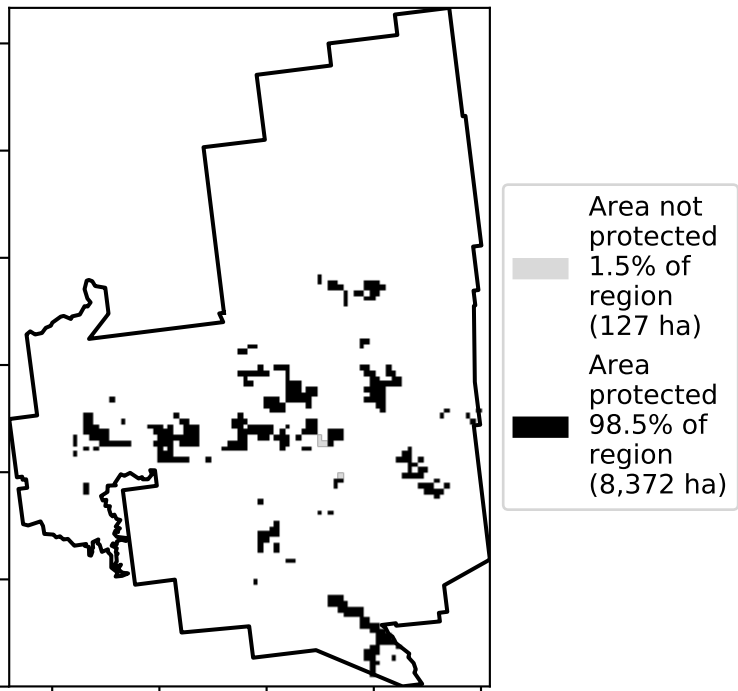 Area not
protected
1.5% of
region
(127 ha)
Area
protected
98.5% of
region
(8,372 ha)